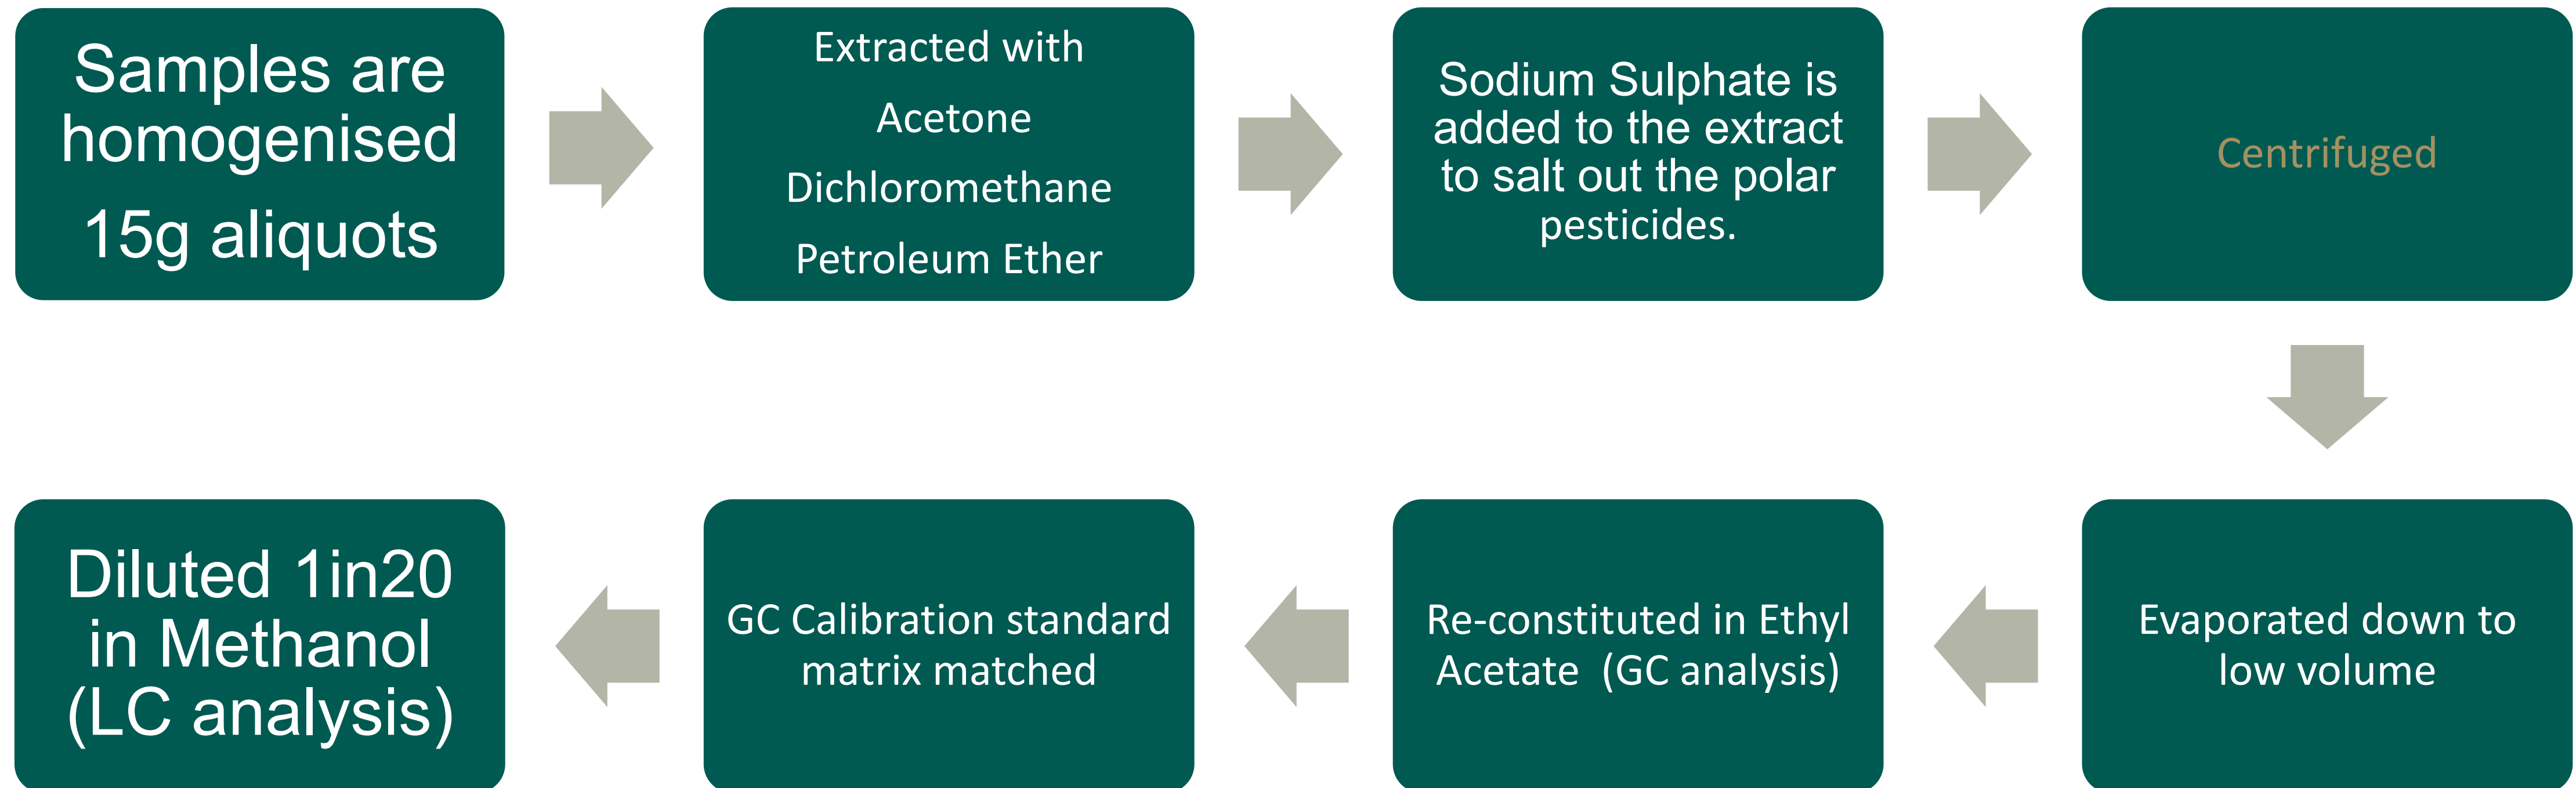 Samples are
homogenised
15g aliquots
Extracted with
Acetone
Dichloromethane
Petroleum Ether
Sodium Sulphate is
added to the extract
to salt out the polar
pesticides.
Centrifuged
Evaporated down to
low volume
Re-constituted in Ethyl
Acetate  (GC analysis)
GC Calibration standard
matrix matched
Diluted 1in20
in Methanol
(LC analysis)